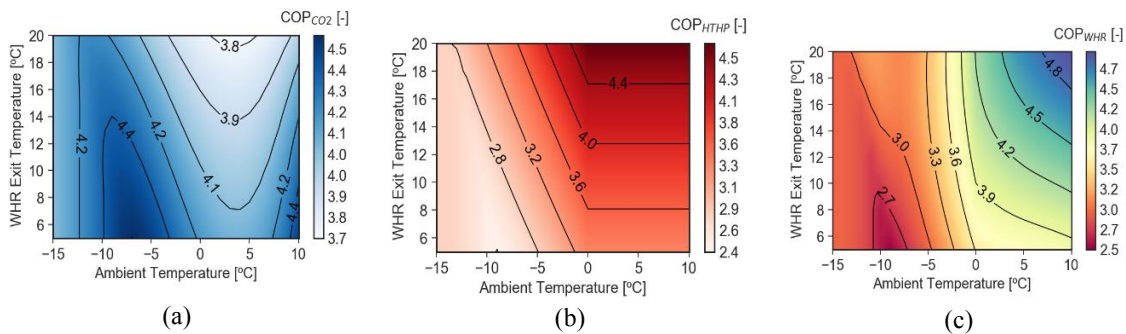 COP_CO2 [-]
20
18
16
14
12
10
8
6
WHR Exit Temperature [ºC]
-15 -10 -5 0 5 10
Ambient Temperature [ºC]
4.2 4.4 4.2 4.1 3.8 3.9 4.2 4.4
4.5
4.4
4.3
4.2
4.1
4.0
3.9
3.8
3.7
(a)
COP_HTHP [-]
20
18
16
14
12
10
8
6
WHR Exit Temperature [ºC]
-15 -10 -5 0 5 10
Ambient Temperature [ºC]
2.8 3.2 3.6 4.0 4.4
4.5
4.3
4.1
3.8
3.6
3.3
3.1
2.9
2.6
2.4
(b)
COP_WHR [-]
20
18
16
14
12
10
8
6
WHR Exit Temperature [ºC]
-15 -10 -5 0 5 10
Ambient Temperature [ºC]
2.7 3.0 3.3 3.6 3.9 4.2 4.5 4.8
4.7
4.5
4.2
4.0
3.7
3.5
3.2
3.0
2.7
2.5
(c)